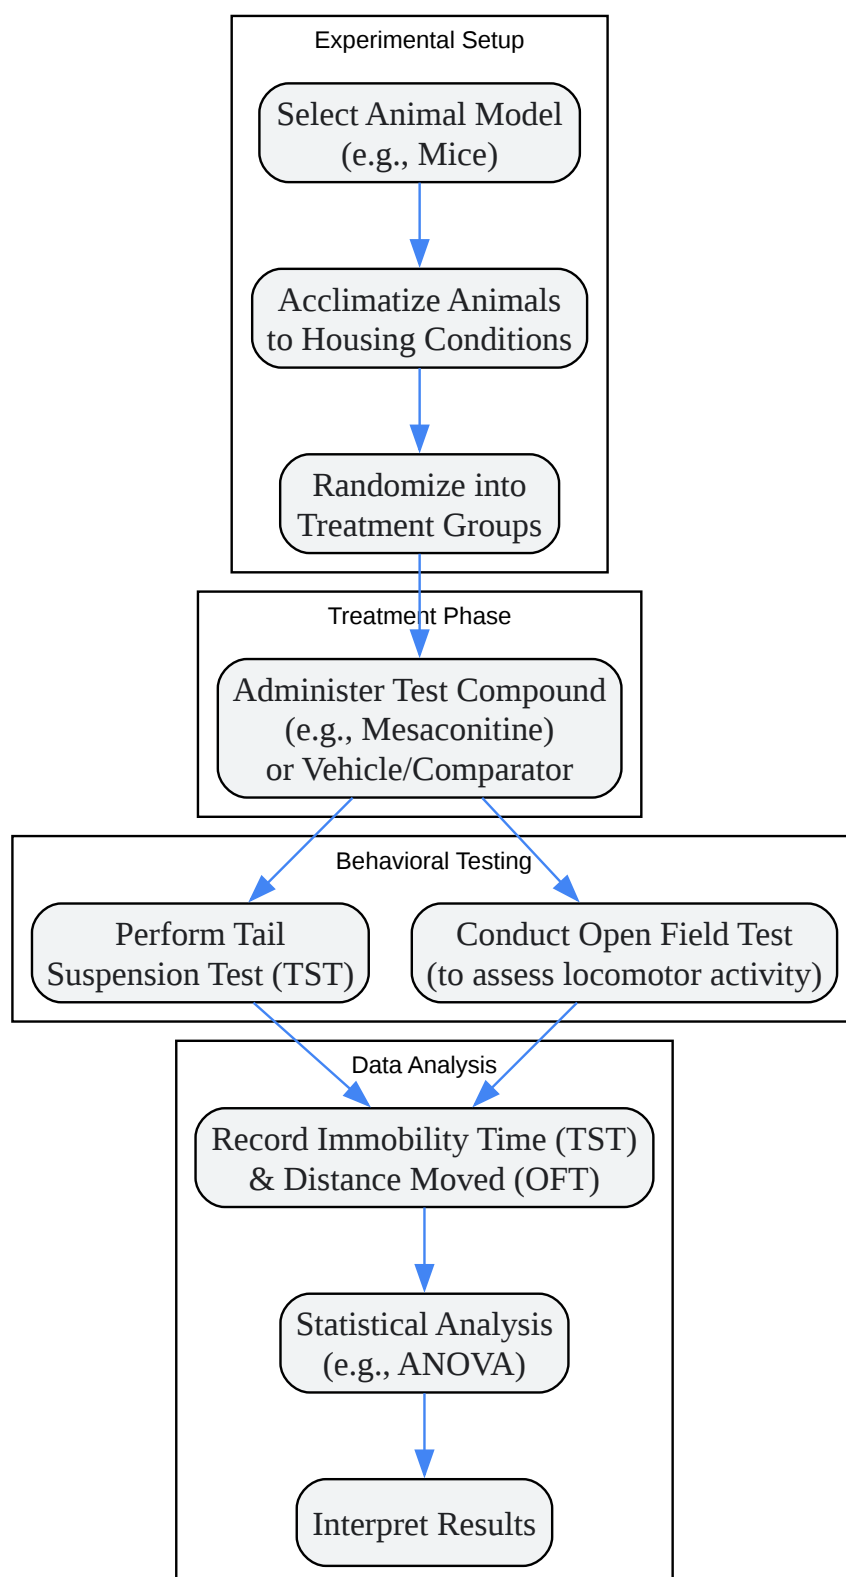 Experimental Setup
Select Animal Model
(e.g., Mice)
Acclimatize Animals
to Housing Conditions
Randomize into
Treatment Groups
Treatment Phase
Administer Test Compound
(e.g., Mesaconitine)
or Vehicle/Comparator
Behavioral Testing
Perform Tail
Suspension Test (TST)
Conduct Open Field Test
(to assess locomotor activity)
Data Analysis
Record Immobility Time (TST)
& Distance Moved (OFT)
Statistical Analysis
(e.g., ANOVA)
Interpret Results